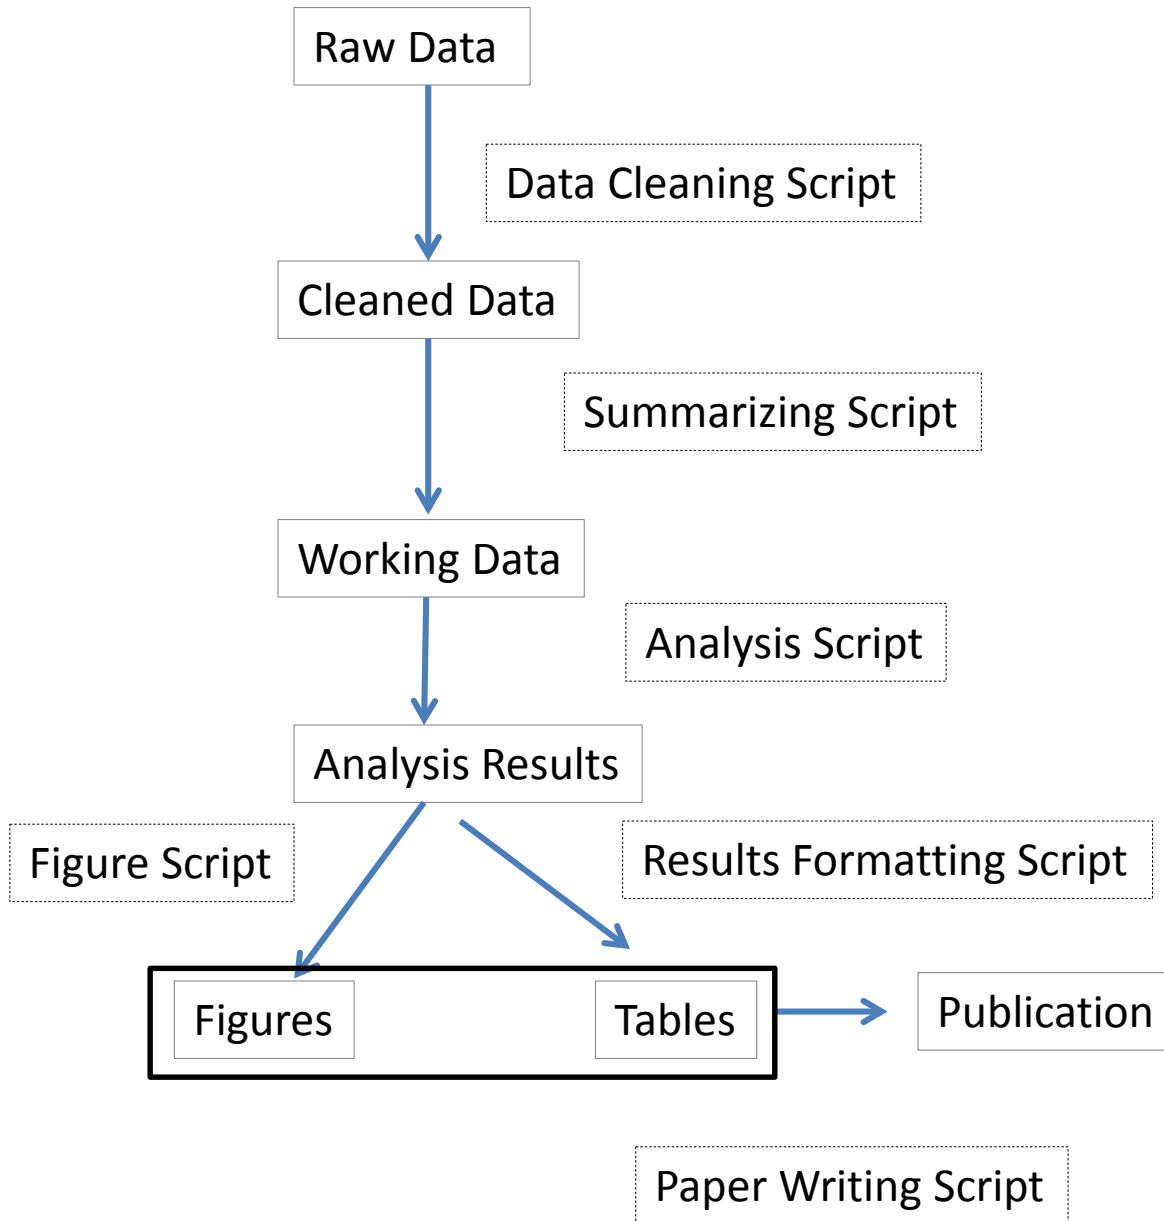 Raw Data
Data Cleaning Script
Cleaned Data
Summarizing Script
Working Data
Analysis Script
Analysis Results
Figure Script
Results Formatting Script
Figures
Tables
Publication
Paper Writing Script